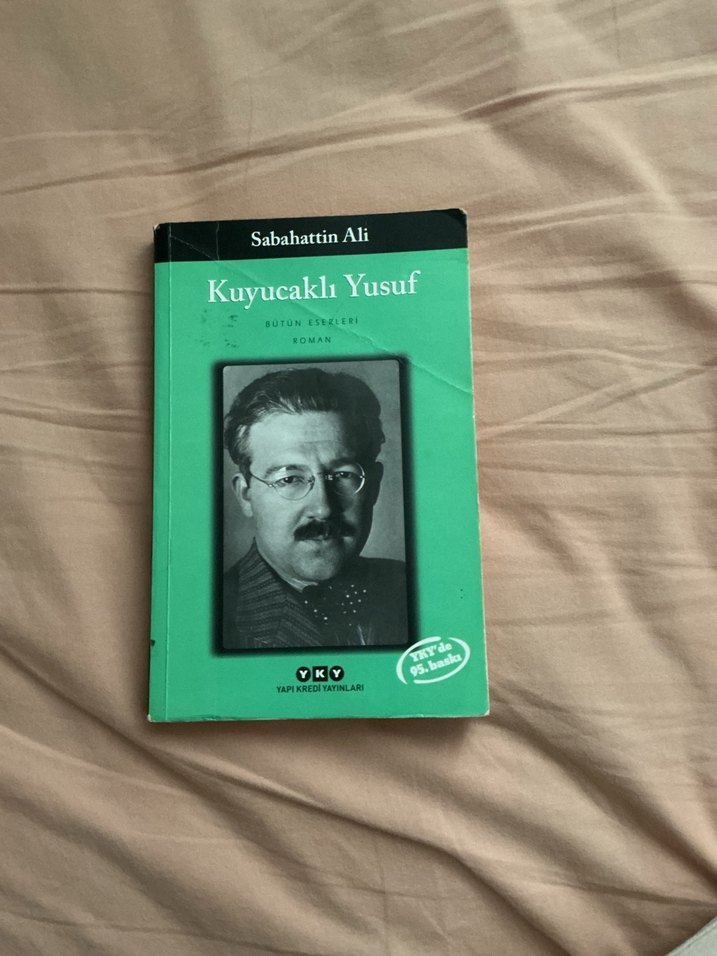 Sabahattin Ali
Kuyucaklı Yusuf
BÜTÜN ESERLERİ
ROMAN
YKY'de
95. baskı
YKY
YAPI KREDİ YAYINLARI